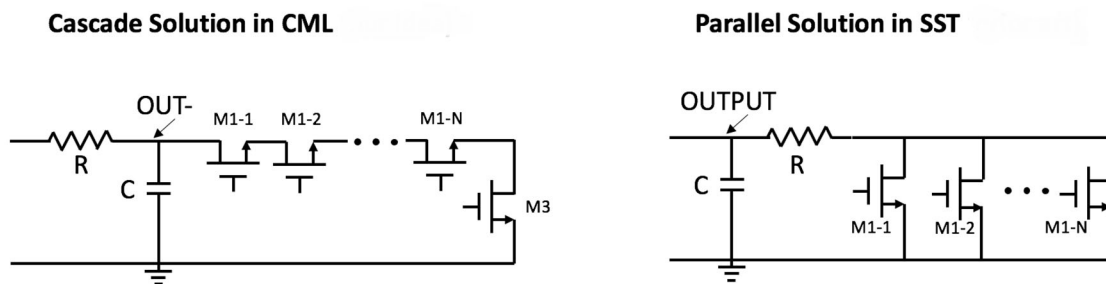 Cascade Solution in CML
Parallel Solution in SST
OUT-
M1-1
M1-2
M1-N
R
C
M3
OUTPUT
R
C
M1-1
M1-2
M1-N